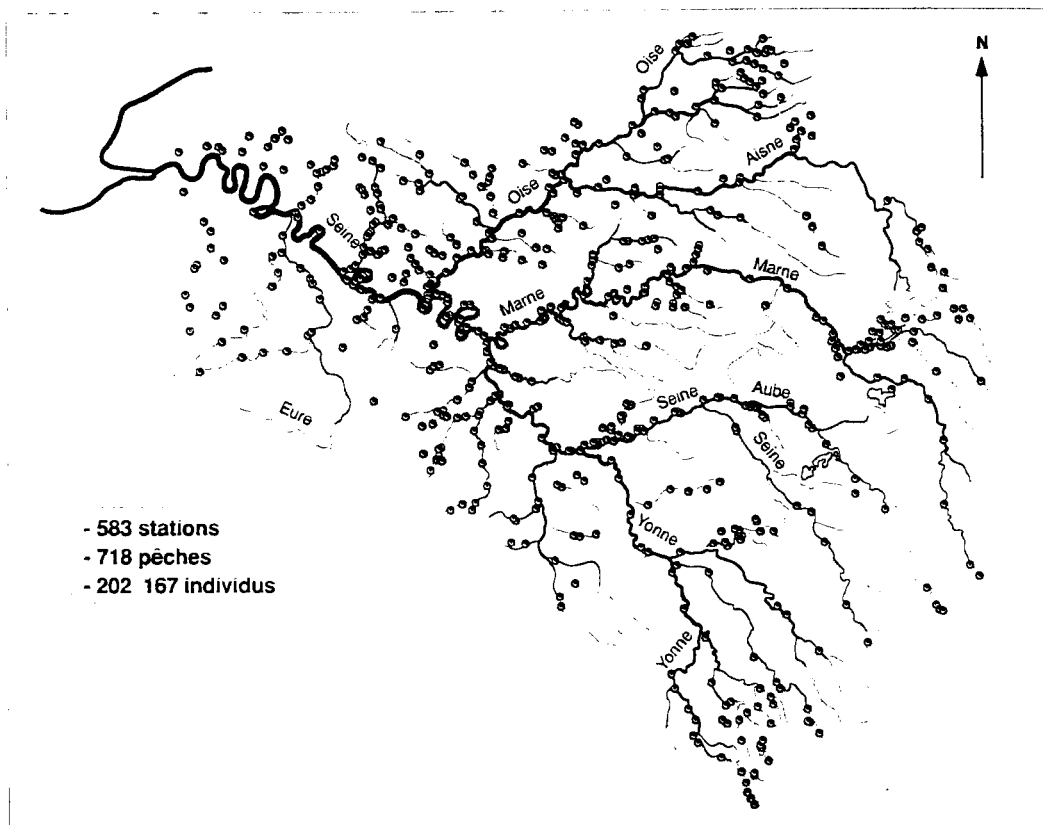 N
Oise
Aisne
Oise
Seine
Marne
Marne
Eure
Seine
Aube
Seine
Yonne
Yonne
- 583 stations
- 718 pêches
- 202 167 individus